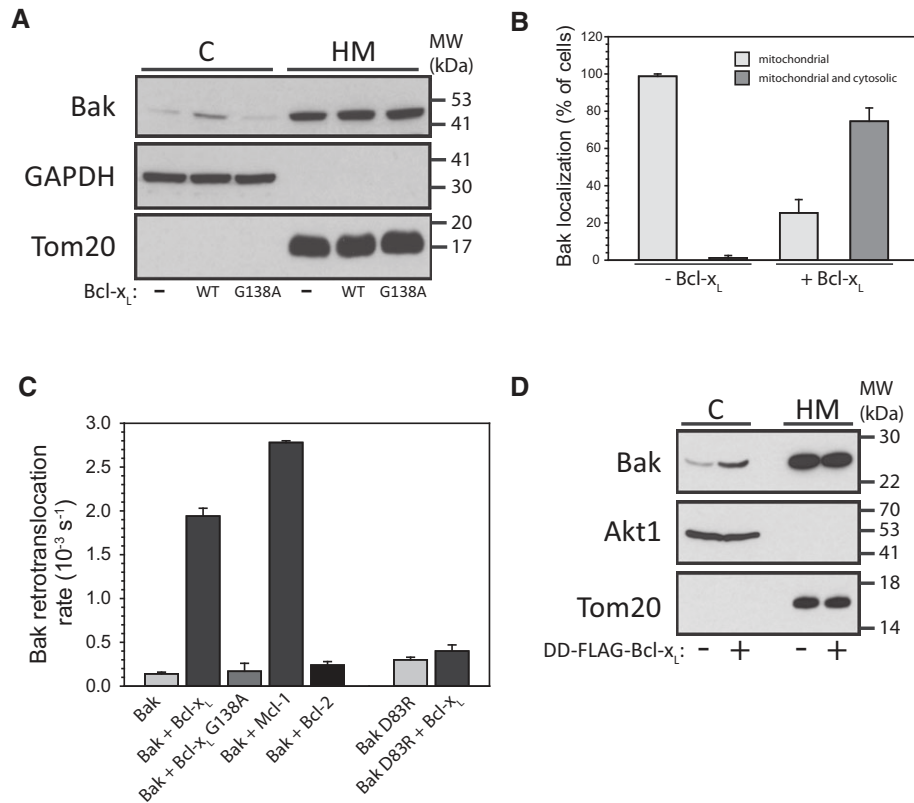 A
C HM MW (kDa)
Bak 53 41
GAPDH 41 30
Tom20 20 17
Bcl-xL: – WT G138A – WT G138A
B
Bak localization (% of cells)
120
100
80
60
40
20
0
mitochondrial
mitochondrial and cytosolic
- Bcl-xL + Bcl-xL
C
Bak retrotranslocation rate (10-3 s-1)
3.0
2.5
2.0
1.5
1.0
0.5
0.0
Bak
Bak + Bcl-xL
Bak + Bcl-xL G138A
Bak + Mcl-1
Bak + Bcl-2
Bak D83R
Bak D83R + Bcl-xL
D
C HM MW (kDa)
Bak 30 22
Akt1 70 53 41
Tom20 18 14
DD-FLAG-Bcl-xL: – + – +